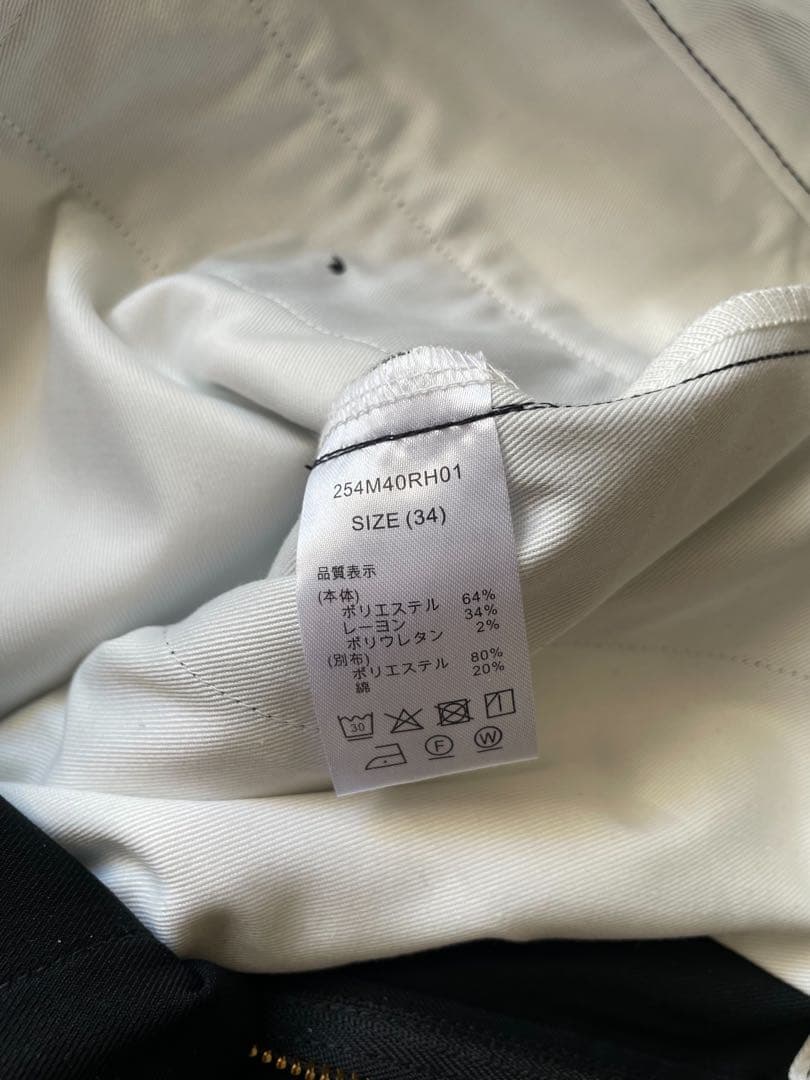 254M40RH01
SIZE (34)
品質表示
(本体)
ポリエステル 64%
レーヨン 34%
ポリウレタン 2%
(別布)
ポリエステル 80%
綿 20%
30
F W